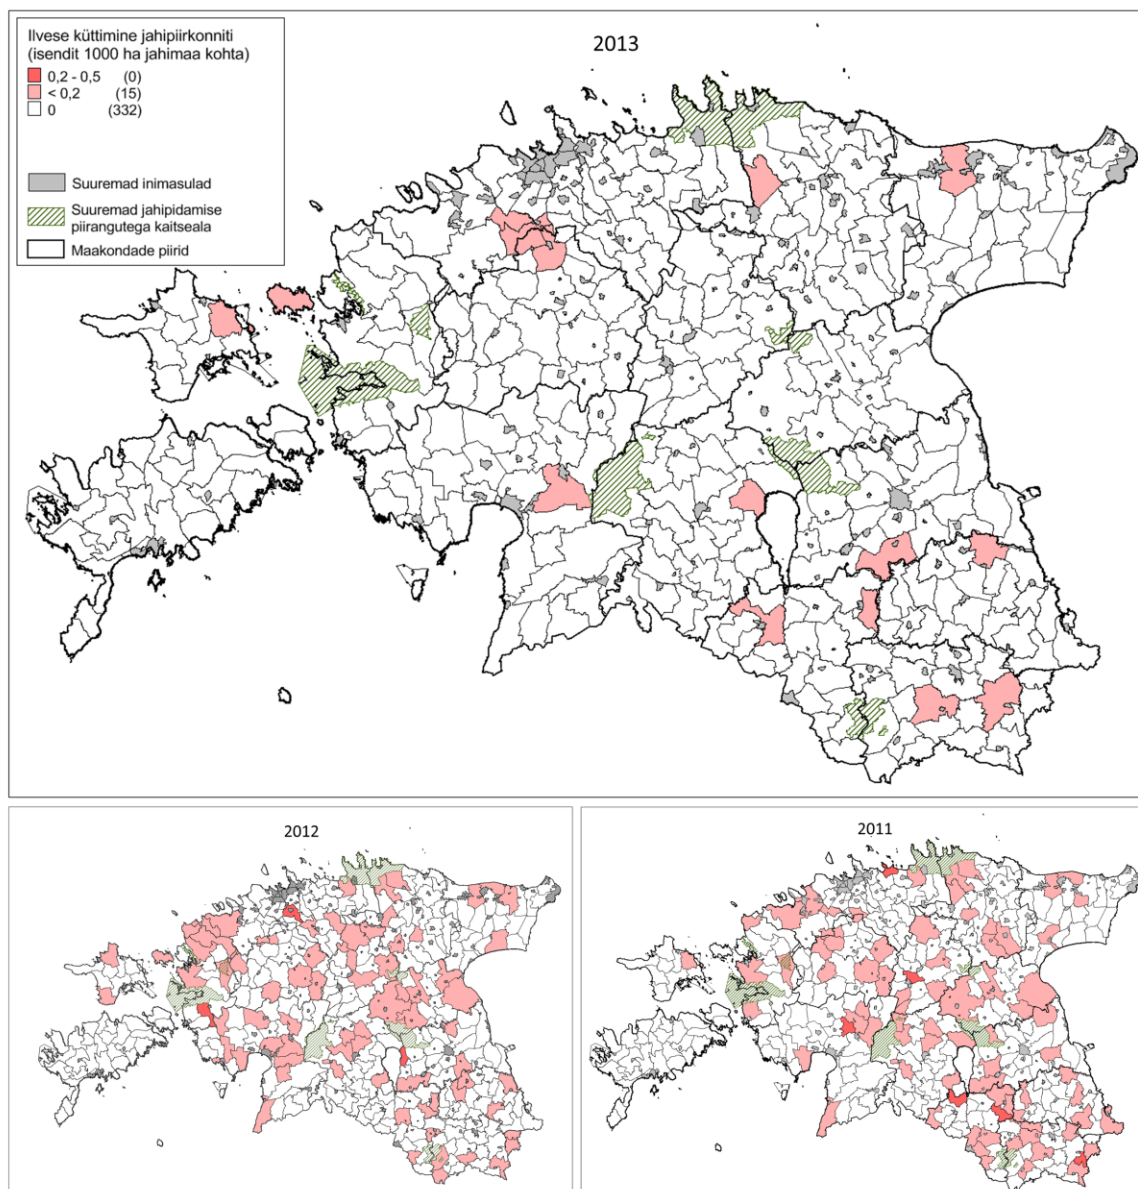 Ilvese küttimine jahipiirkonniti
(isendit 1000 ha jahimaa kohta)
0,2 - 0,5 (0)
< 0,2 (15)
0 (332)
Suuremad inimasulad
Suuremad jahipidamise
piirangutega kaitseala
Maakondade piirid
2013
2012
2011